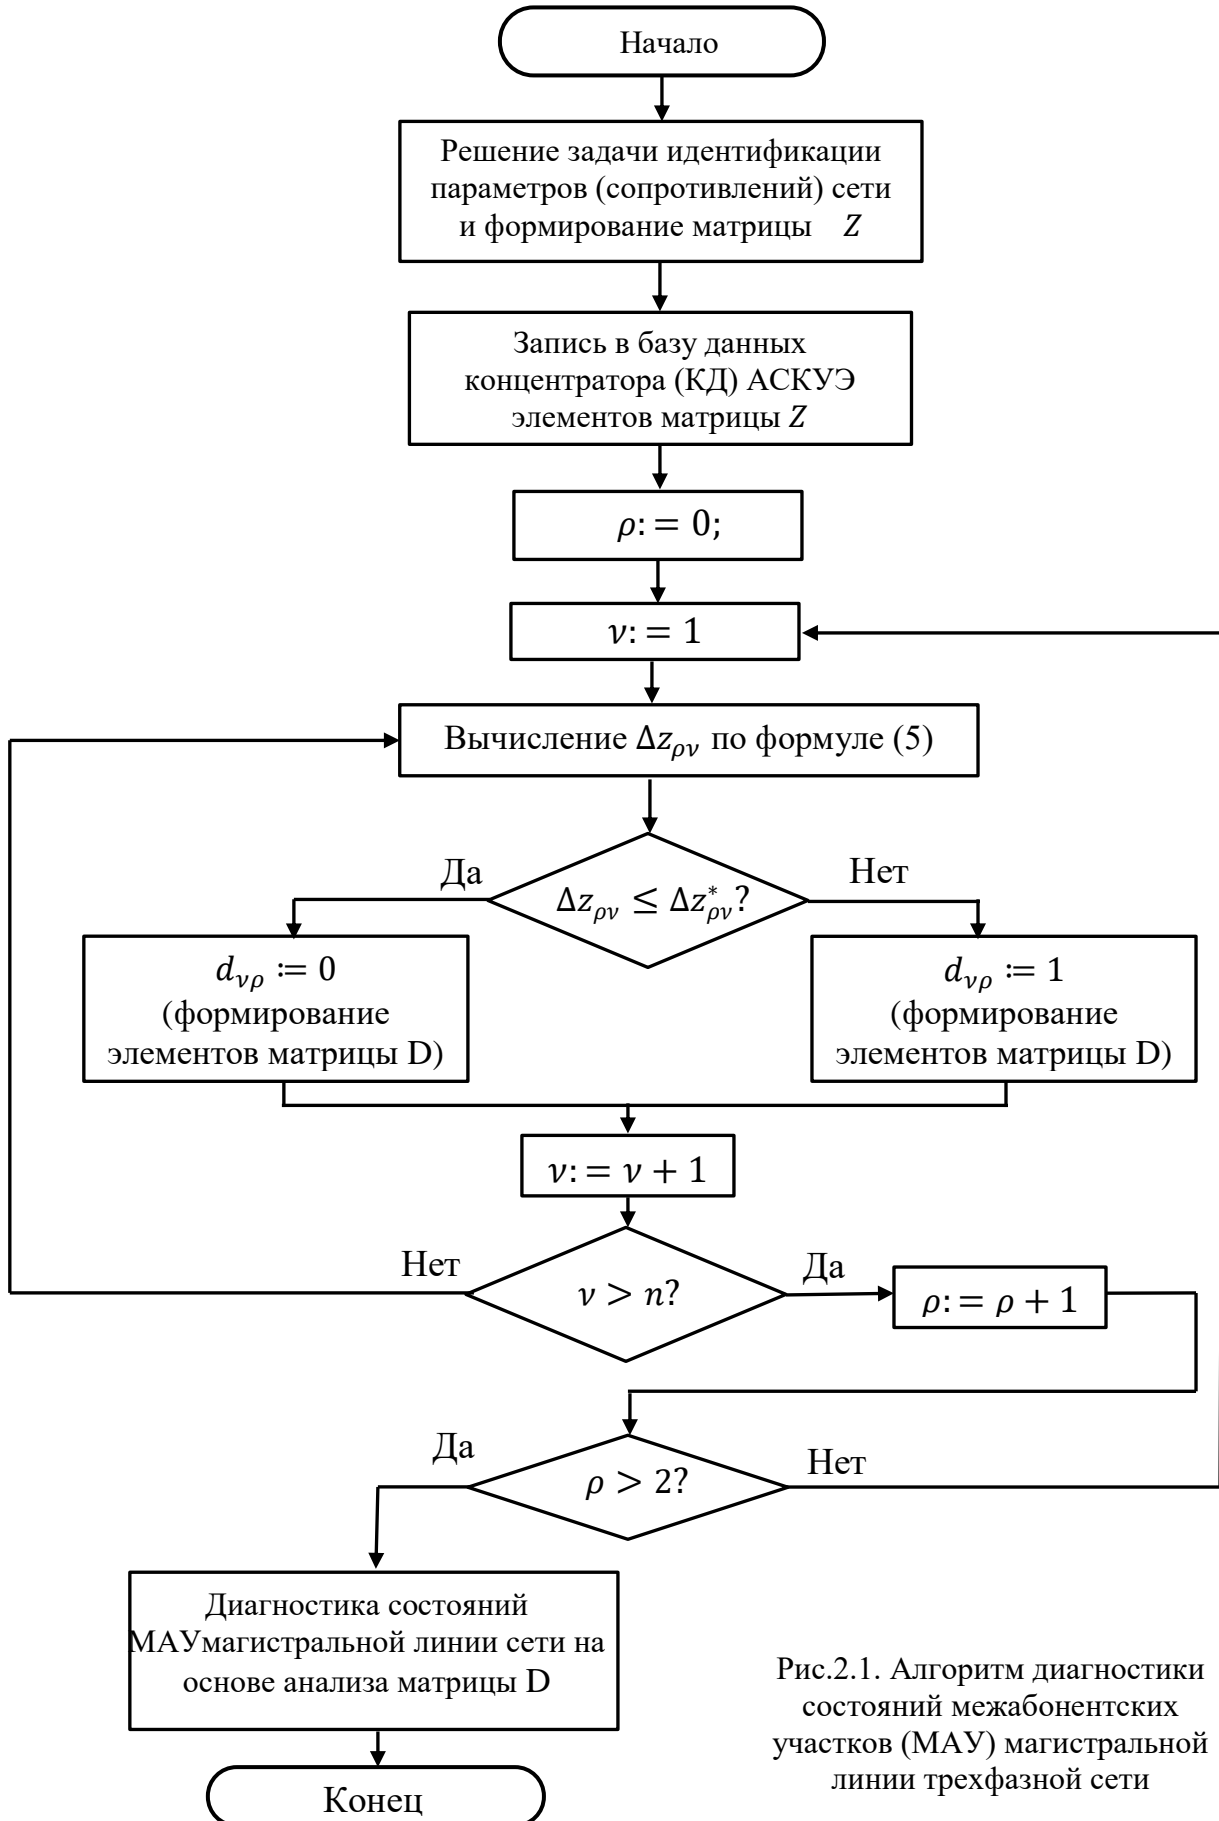 Начало
Решение задачи идентификации
параметров (сопротивлений) сети
и формирование матрицы Z
Запись в базу данных
концентратора (КД) АСКУЭ
элементов матрицы Z
ρ: = 0;
ν: = 1
Вычисление Δz_ρν по формуле (5)
Да
Нет
Δz_ρν ≤ Δz*_ρν?
d_νρ ≔ 0
(формирование
элементов матрицы D)
d_νρ ≔ 1
(формирование
элементов матрицы D)
ν: = ν + 1
Нет
Да
ν > n?
ρ: = ρ + 1
Да
Нет
ρ > 2?
Диагностика состояний
МАУмагистральной линии сети на
основе анализа матрицы D
Конец
Рис.2.1. Алгоритм диагностики
состояний межабонентских
участков (МАУ) магистральной
линии трехфазной сети